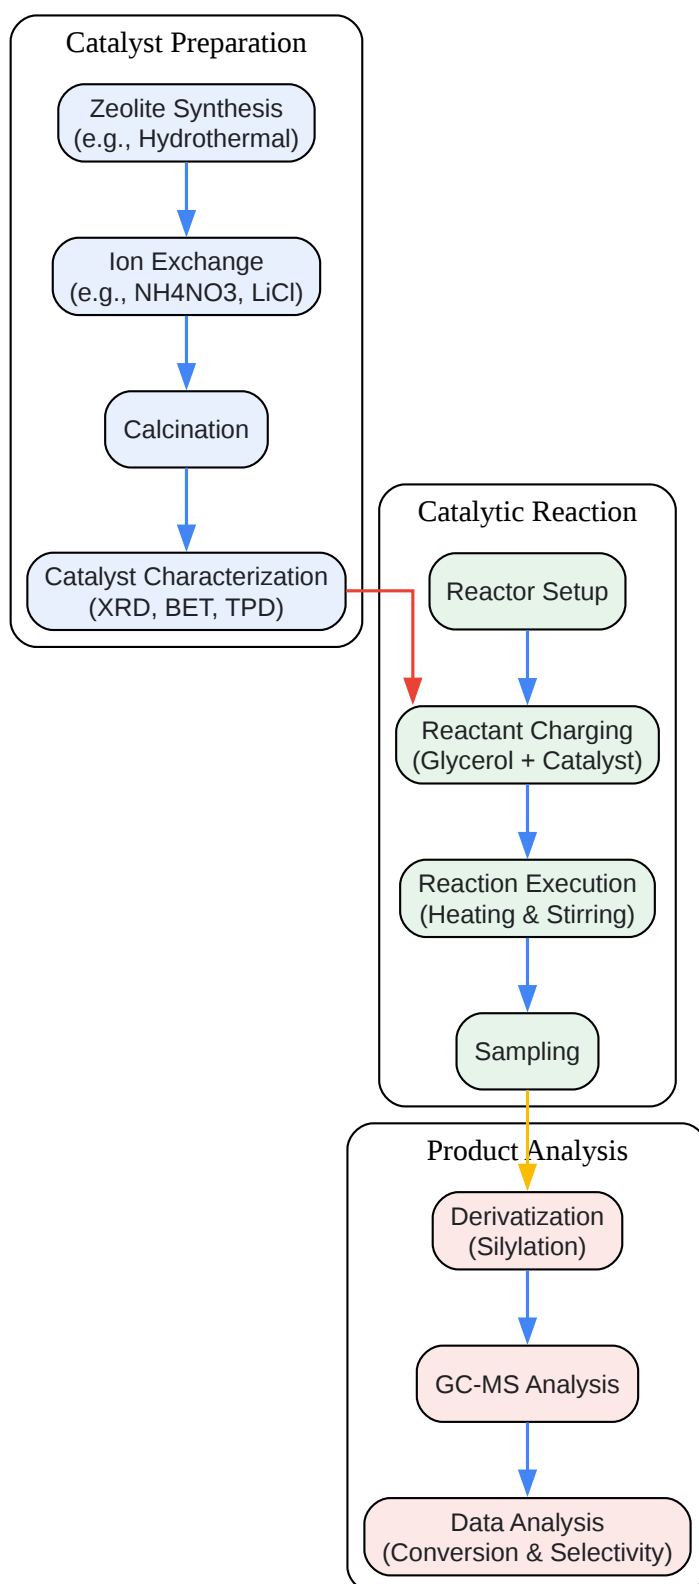 Catalyst Preparation
Zeolite Synthesis
(e.g., Hydrothermal)
Ion Exchange
(e.g., NH4NO3, LiCl)
Calcination
Catalyst Characterization
(XRD, BET, TPD)
Catalytic Reaction
Reactor Setup
Reactant Charging
(Glycerol + Catalyst)
Reaction Execution
(Heating & Stirring)
Sampling
Product Analysis
Derivatization
(Silylation)
GC-MS Analysis
Data Analysis
(Conversion & Selectivity)